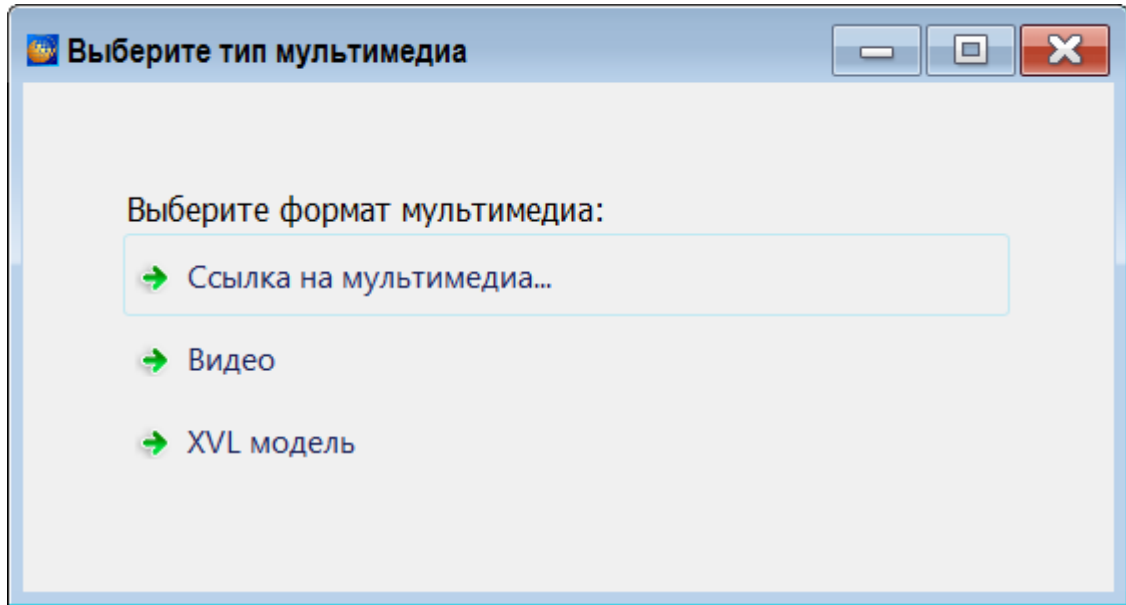 Выберите тип мультимедиа
Выберите формат мультимедиа:
Ссылка на мультимедиа...
Видео
XVL модель